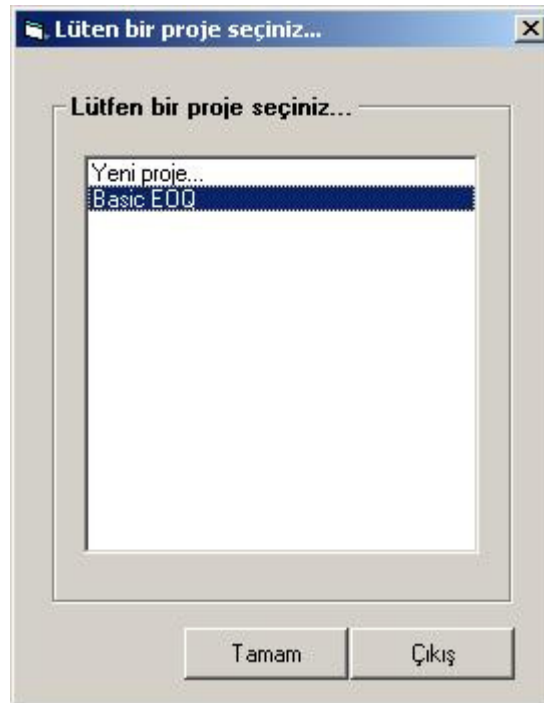 Lüten bir proje seçiniz...
Lütfen bir proje seçiniz...
Yeni proje...
Basic EOQ
Tamam
Çıkış